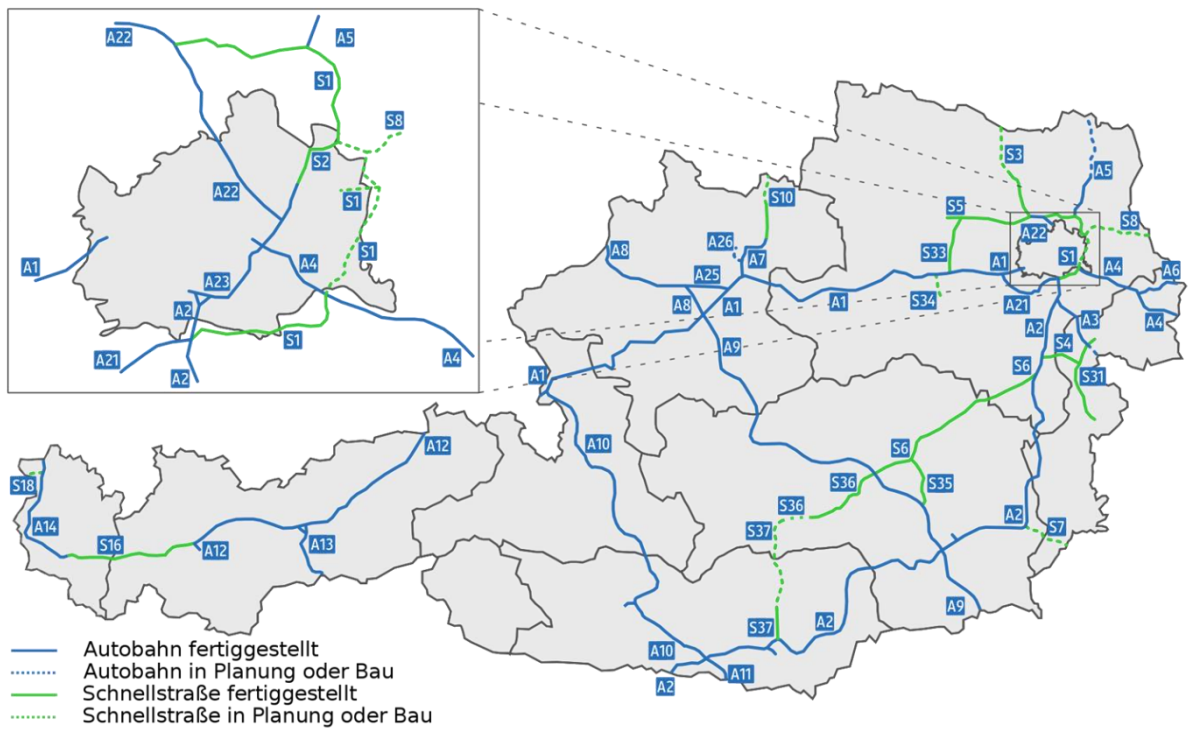 A22
A5
S1
S8
S2
A22
S1
S1
A1
A4
A23
A2
S1
A21
A4
A2
S3
A5
S10
S5
S8
A22
A26
A8
S33
A7
S1
A1
A4
A6
A25
A8
A1
A1
S34
A21
A4
A2
A3
A9
S4
S6
A1
S31
A10
A12
S6
S18
S36
S35
S36
A14
A2
S7
S37
S16
A12
A13
A9
S37
A2
A10
A11
A2
Autobahn fertiggestellt
Autobahn in Planung oder Bau
Schnellstraße fertiggestellt
Schnellstraße in Planung oder Bau